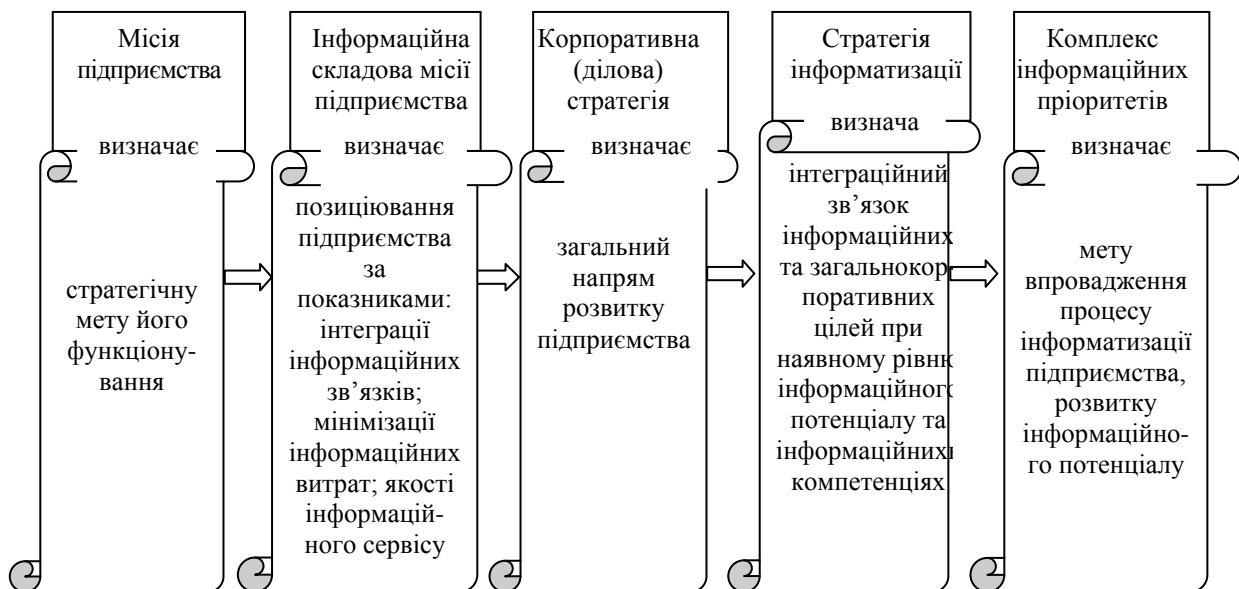 Місія
підприємства
визначає
стратегічну
мету його
функціону-
вання
Інформаційна
складова місії
підприємства
визначає
позиціювання
підприємства
за
показниками:
інтеграції
інформаційних
зв’язків;
мінімізації
інформаційних
витрат; якості
інформацій-
ного сервісу
Корпоративна
(ділова)
стратегія
визначає
загальний
напрям
розвитку
підприємства
Стратегія
інформатизації
визнача
інтеграційний
зв’язок
інформаційних
та загальнокор
поративних
цілей при
наявному
інформаційного
потенціалу та
інформаційних
компетенціях
Комплекс
інформаційних
пріоритетів
визначає
мету
впровадження
процесу
інформатизації
підприємства,
розвитку
інформаційно-
го потенціалу